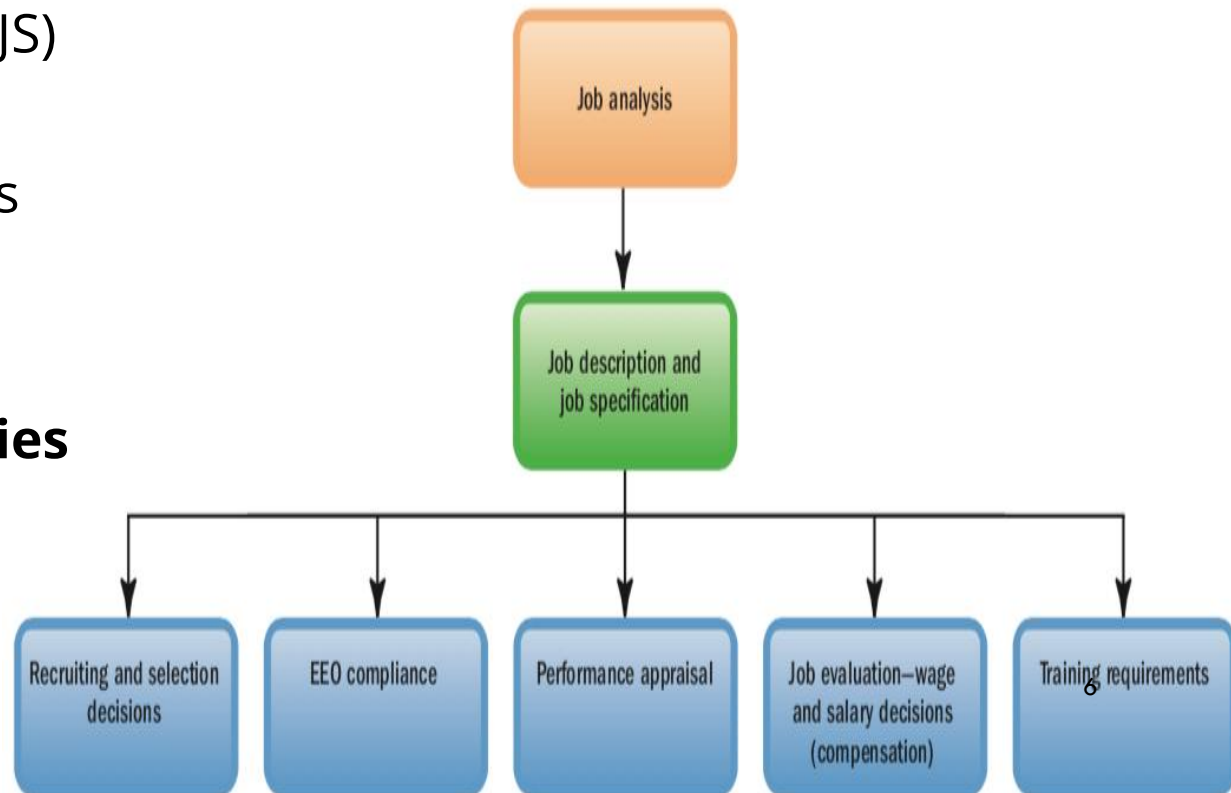 JS)
s
ies
Job analysis
Job description and
job specification
Recruiting and selection
decisions
EEO compliance
Performance appraisal
Job evaluation—wage
and salary decisions
(compensation)
Training requirements
6